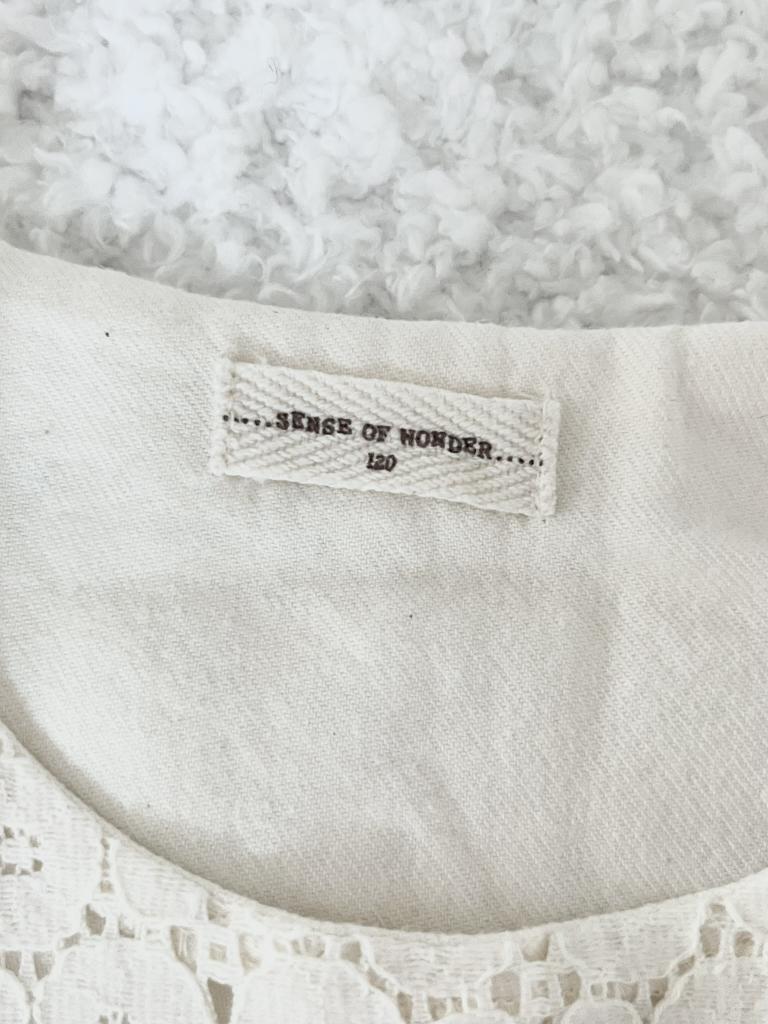 .....SENSE OF WONDER.....
120